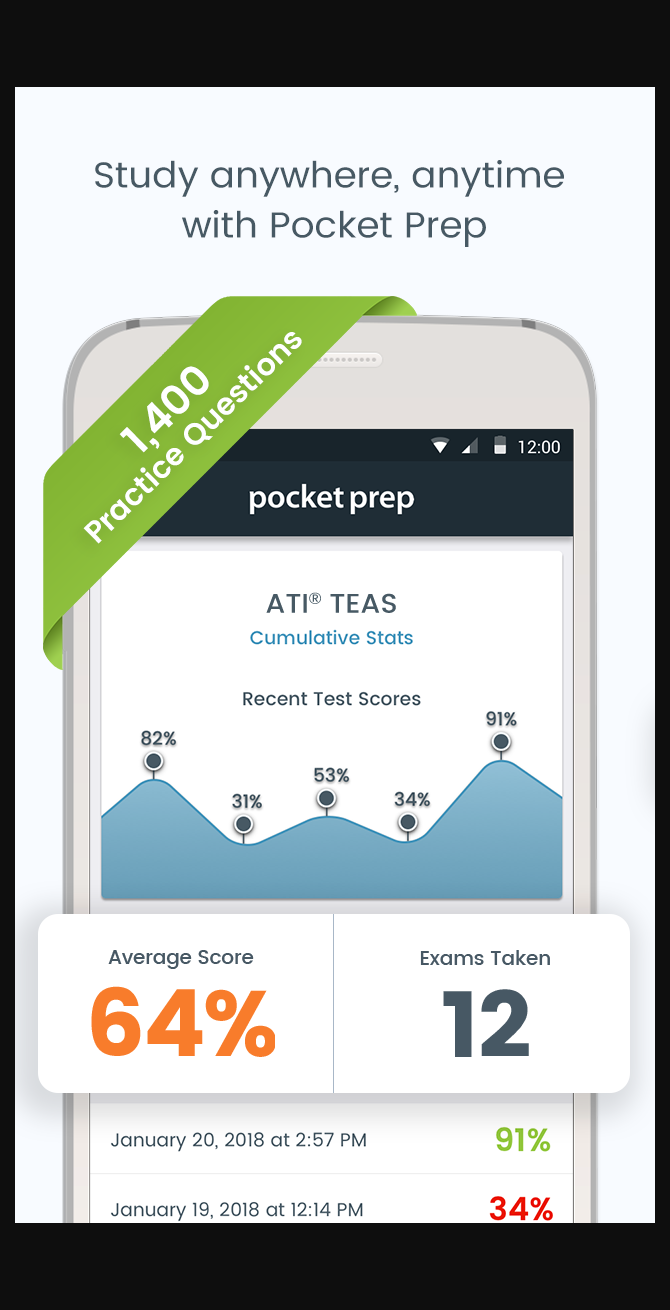 Study anywhere, anytime
with Pocket Prep
1,400
Practice Questions
12:00
pocket prep
ATI® TEAS
Cumulative Stats
Recent Test Scores
82%
31%
53%
34%
91%
Average Score
64%
Exams Taken
12
January 20, 2018 at 2:57 PM
91%
January 19, 2018 at 12:14 PM
34%